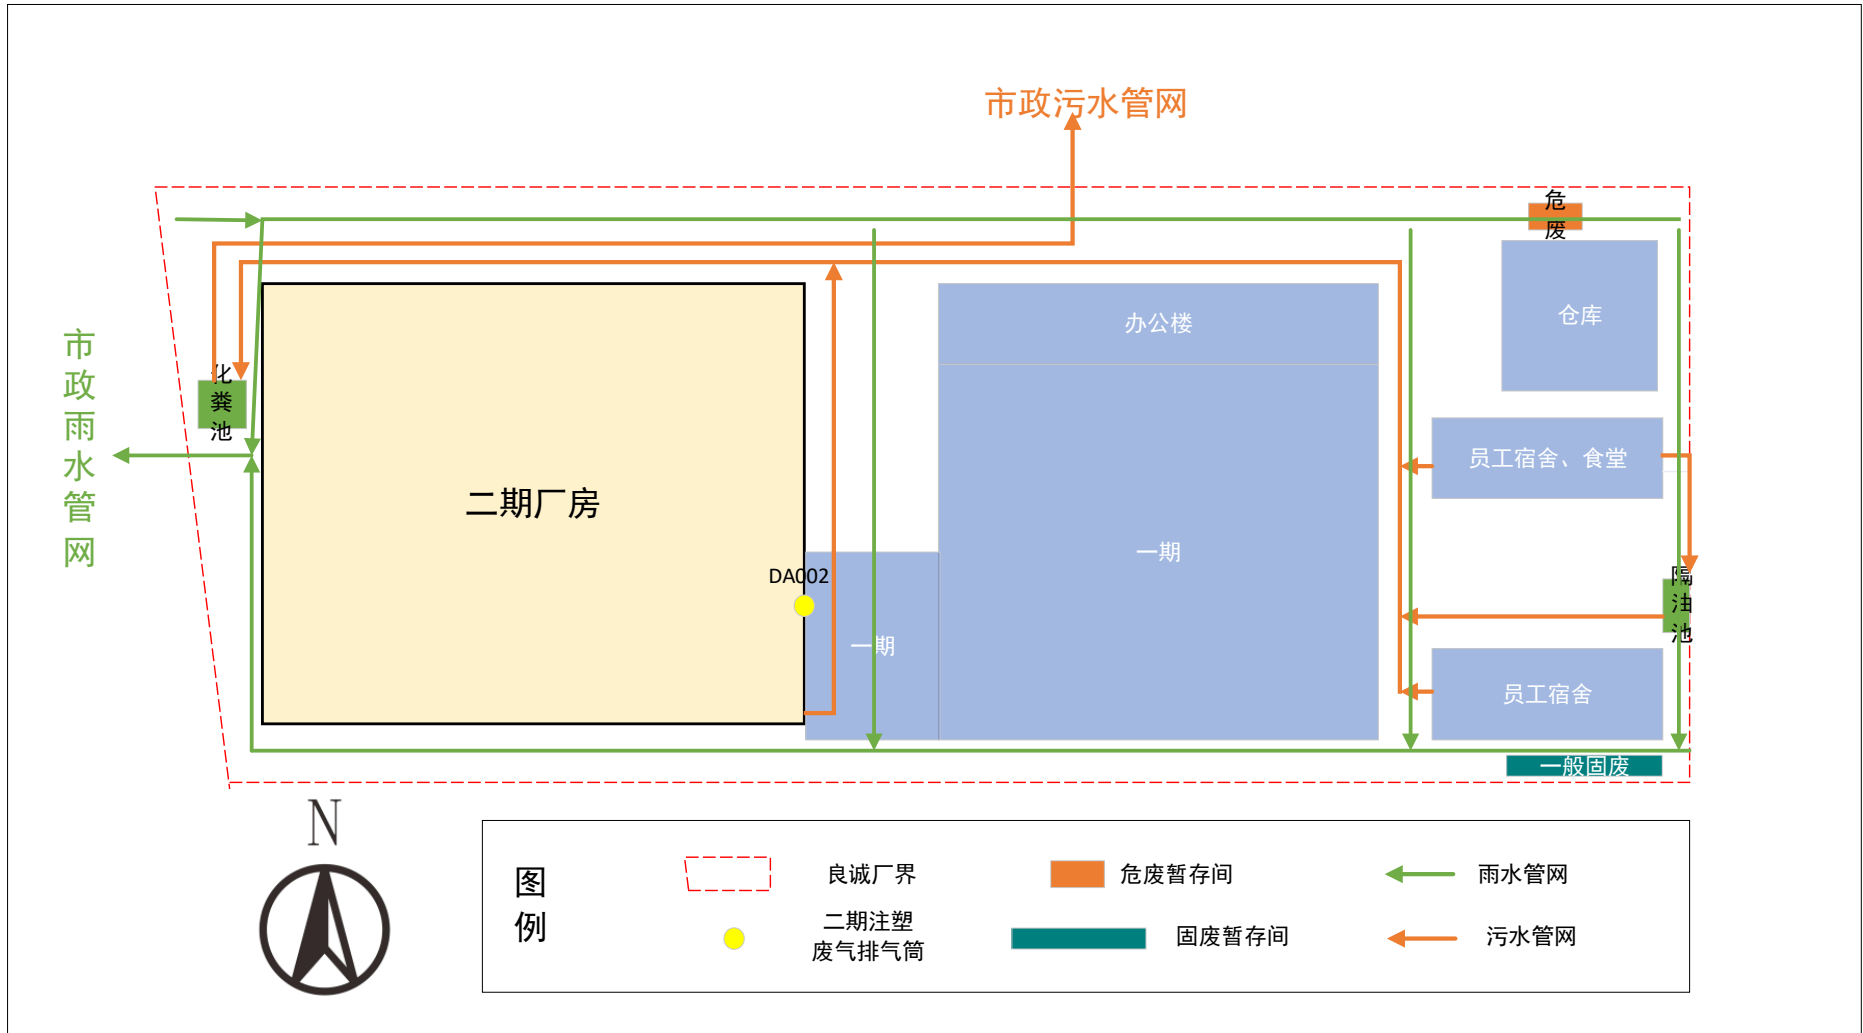 市政污水管网
危
废
仓库
办公楼
市
政
雨
水
管
网
化
粪
池
员工宿舍、食堂
二期厂房
一期
DA002
隔
油
池
一期
员工宿舍
一般固废
N
图
例
良诚厂界
危废暂存间
雨水管网
二期注塑
废气排气筒
固废暂存间
污水管网